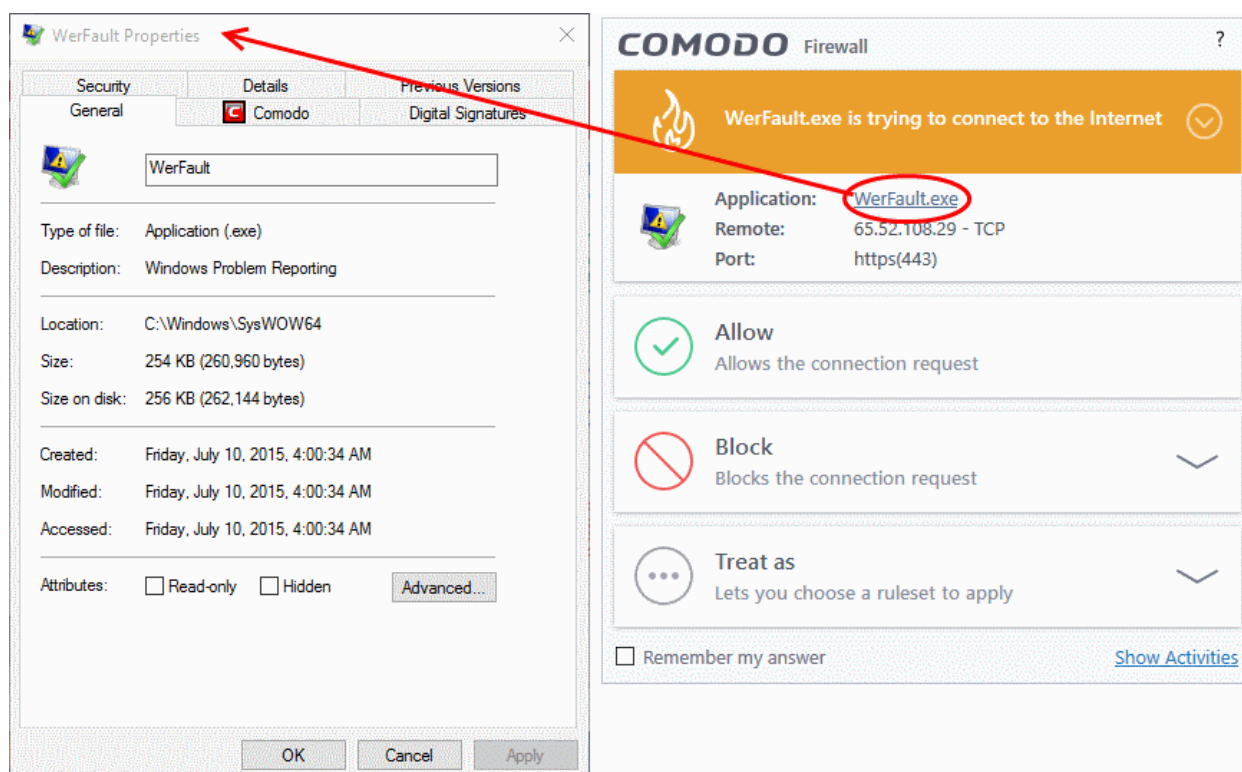 WerFault Properties
Security Details Previous Versions
General Comodo Digital Signatures
WerFault
Type of file: Application (.exe)
Description: Windows Problem Reporting
Location: C:\Windows\SysWOW64
Size: 254 KB (260,960 bytes)
Size on disk: 256 KB (262,144 bytes)
Created: Friday, July 10, 2015, 4:00:34 AM
Modified: Friday, July 10, 2015, 4:00:34 AM
Accessed: Friday, July 10, 2015, 4:00:34 AM
Attributes: Read-only Hidden Advanced...
OK Cancel Apply
COMODO Firewall ?
WerFault.exe is trying to connect to the Internet
Application: WerFault.exe
Remote: 65.52.108.29 - TCP
Port: https(443)
Allow
Allows the connection request
Block
Blocks the connection request
Treat as
Lets you choose a ruleset to apply
Remember my answer Show Activities